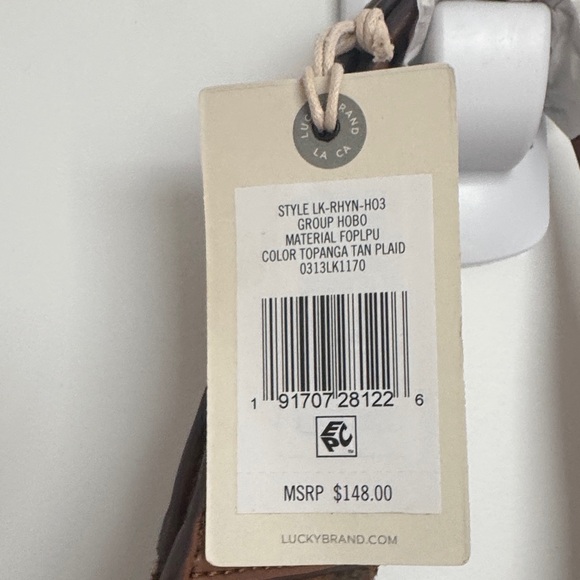 LUCKY BRAND
LA CA
STYLE LK-RHYN-H03
GROUP HOBO
MATERIAL FOPLPU
COLOR TOPANGA TAN PLAID
0313LK1170
1 91707 28122 6
EPC
MSRP $148.00
LUCKYBRAND.COM